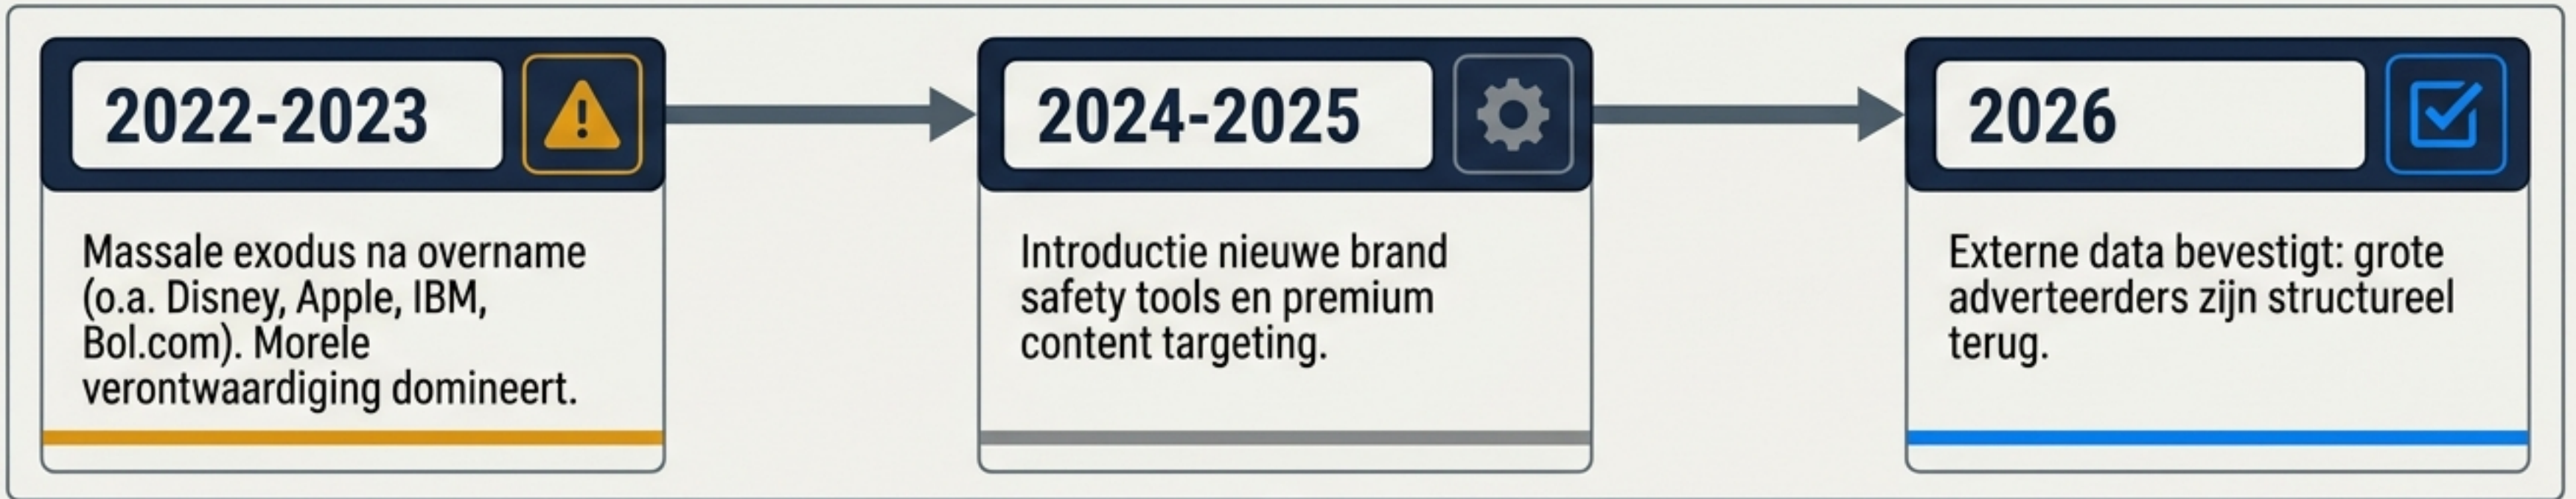 2022-2023
Massale exodus na overname
(o.a. Disney, Apple, IBM,
Bol.com). Morele
verontwaardiging domineert.
2024-2025
Introductie nieuwe brand
safety tools en premium
content targeting.
2026
Externe data bevestigt: grote
adverteerders zijn structureel
terug.